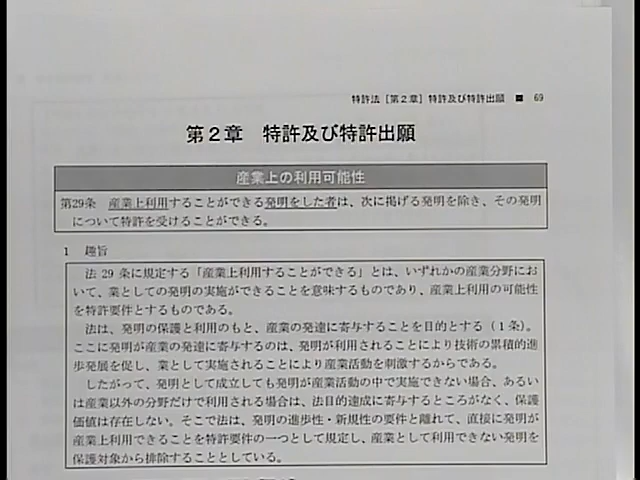 特許法［第２章］特許及び特許出願 ■ 69
第２章 特許及び特許出願
産業上の利用可能性
第29条 産業上利用することができる発明をした者は、次に掲げる発明を除き、その発明
について特許を受けることができる。
1 趣旨
法 29 条に規定する「産業上利用することができる」とは、いずれかの産業分野にお
いて、業としての発明の実施ができることを意味するものであり、産業上利用の可能性
を特許要件とするものである。
法は、発明の保護と利用のもと、産業の発達に寄与することを目的とする（１条）。
ここに発明が産業の発達に寄与するのは、発明が利用されることにより技術の累積的進
歩発展を促し、業として実施されることにより産業活動を刺激するからである。
したがって、発明として成立しても発明が産業活動の中で実施できない場合、あるい
は産業以外の分野だけで利用される場合は、法目的達成に寄与するところがなく、保護
価値は存在しない。そこで法は、発明の進歩性・新規性の要件と離れて、直接に発明が
産業上利用できることを特許要件の一つとして規定し、産業として利用できない発明を
保護対象から排除することとしている。